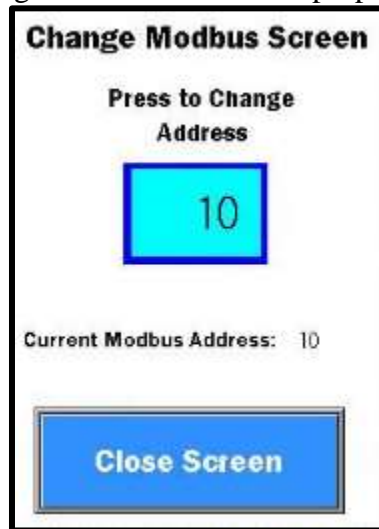 Change Modbus Screen
Press to Change
Address
10
Current Modbus Address: 10
Close Screen